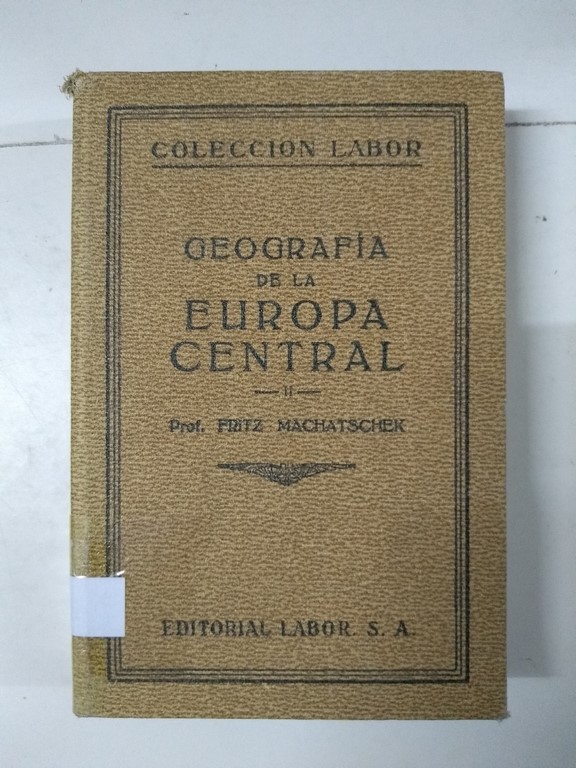 COLECCION LABOR
GEOGRAFÍA
DE LA
EUROPA
CENTRAL
— II —
Prof. FRITZ MACHATSCHEK
EDITORIAL LABOR. S. A.